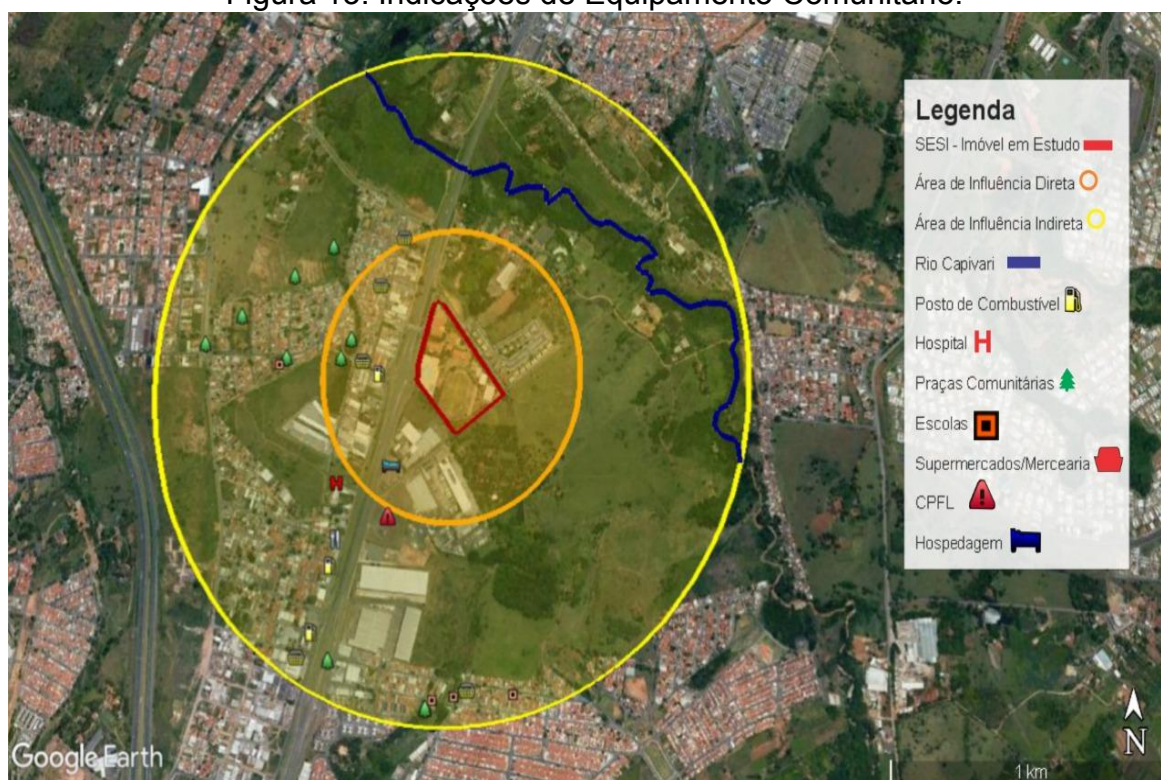 Figura 16. Indicações de Equipamento Comunitário.
Legenda
SESI - Imóvel em Estudo
Área de Influência Direta
Área de Influência Indireta
Rio Capivari
Posto de Combustível
Hospital H
Praças Comunitárias
Escolas
Supermercados/Mercearia
CPFL
Hospedagem
H
N
Google Earth
1 km